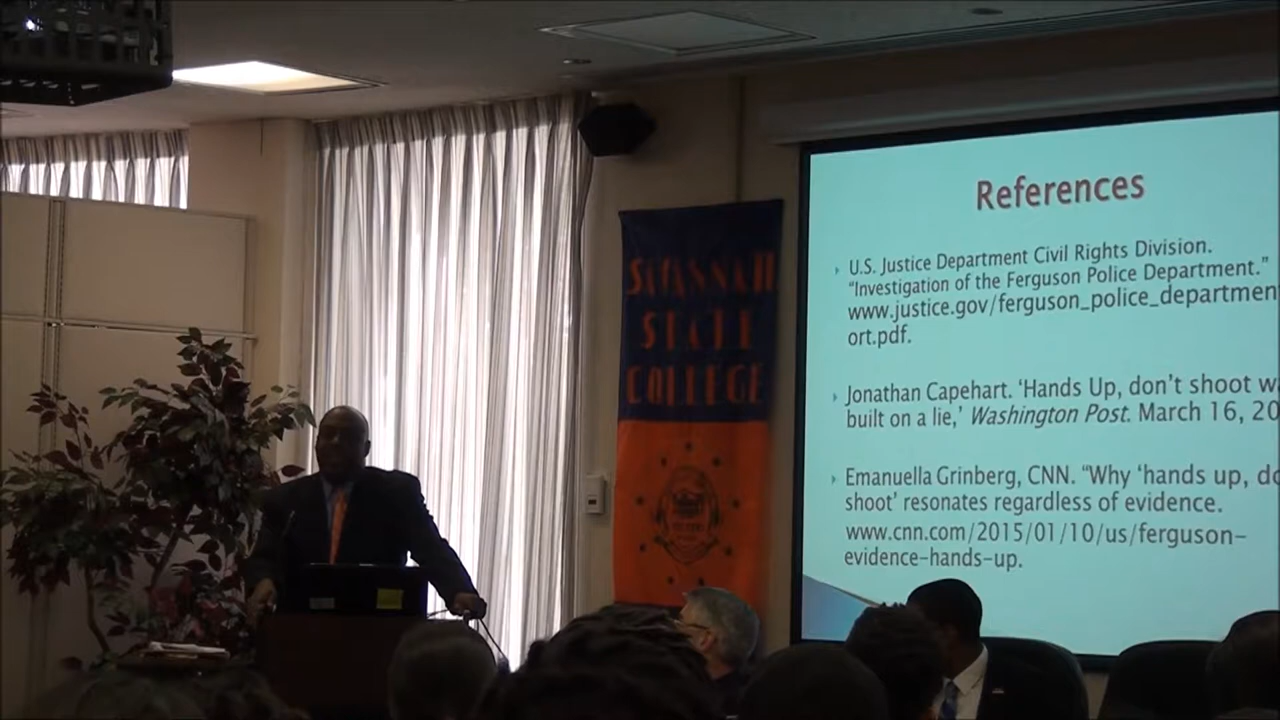 SAVANNAH
STATE
COLLEGE
References
U.S. Justice Department Civil Rights Division.
“Investigation of the Ferguson Police Department.”
www.justice.gov/ferguson_police_departmen
ort.pdf.
Jonathan Capehart. ‘Hands Up, don’t shoot w
built on a lie,’ Washington Post. March 16, 20
Emanuella Grinberg, CNN. “Why ‘hands up, do
shoot’ resonates regardless of evidence.
www.cnn.com/2015/01/10/us/ferguson-
evidence-hands-up.